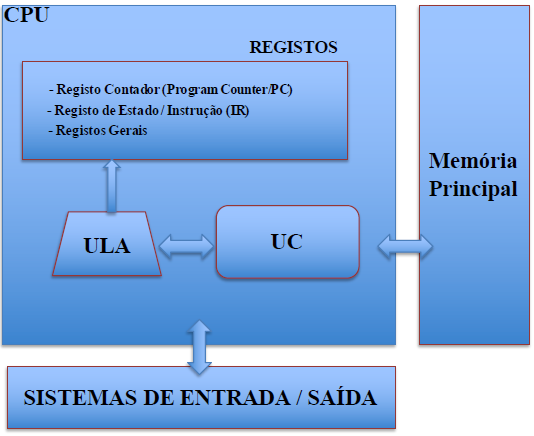 CPU
REGISTOS
- Registo Contador (Program Counter/PC)
- Registo de Estado / Instrução (IR)
- Registos Gerais
Memória
Principal
ULA
UC
SISTEMAS DE ENTRADA / SAÍDA